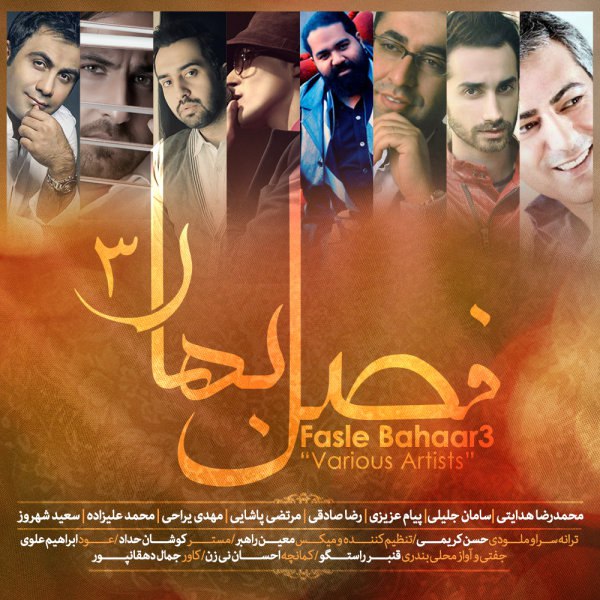 فصل بهار ۳
Fasle Bahaar3
"Various Artists"
محمدرضا هدایتی | سامان جلیلی | پیام عزیزی | رضا صادقی | مرتضی پاشایی | مهدی یراحی | محمد علیزاده | سعید شهروز
ترانه سرا و ملودی حسن کریمی/تنظیم کننده و میکس معین راهبر/مستر کوشان حداد/عود ابراهیم علوی
جفتی و آواز محلی بندری قنبر راستگو/کمانچه احسان نی زن/کاور جمال دهقانپور